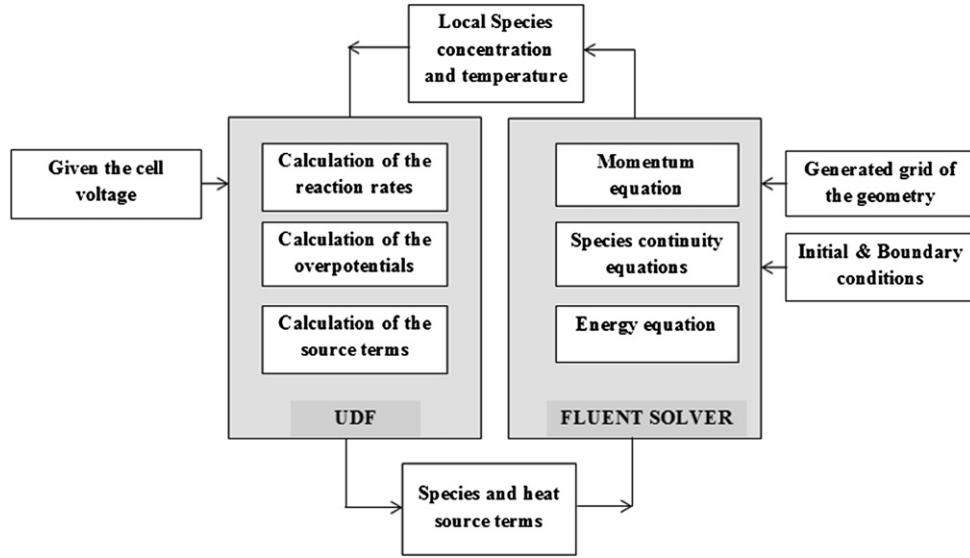 Local Species
concentration
and temperature
Given the cell
voltage
Calculation of the
reaction rates
Calculation of the
overpotentials
Calculation of the
source terms
UDF
Momentum
equation
Species continuity
equations
Energy equation
FLUENT SOLVER
Generated grid of
the geometry
Initial & Boundary
conditions
Species and heat
source terms